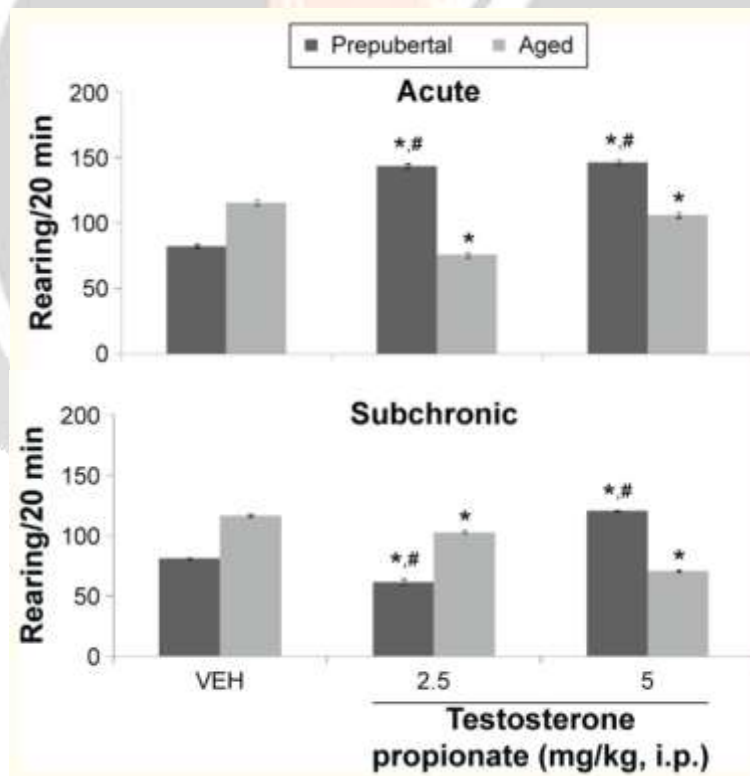 Prepubertal Aged
Acute
Rearing/20 min
200
150
100
50
0
*,#
*
*,#
*
Subchronic
Rearing/20 min
200
150
100
50
0
*,#
*
*,#
*
VEH 2.5 5
Testosterone
propionate (mg/kg, i.p.)